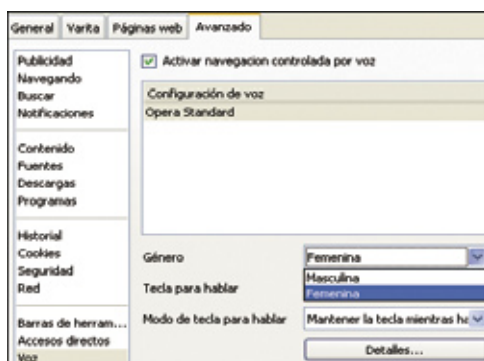 General Varita Páginas web Avanzado
Publicidad
Navegando
Buscar
Notificaciones
Contenido
Fuentes
Descargas
Programas
Historial
Cookies
Seguridad
Red
Barras de herram...
Accesos directos
Voz
Activar navegacion controlada por voz
Configuración de voz
Opera Standard
Género Femenina
Masculina
Femenina
Tecla para hablar
Modo de tecla para hablar Mantener la tecla mientras ha
Detalles...